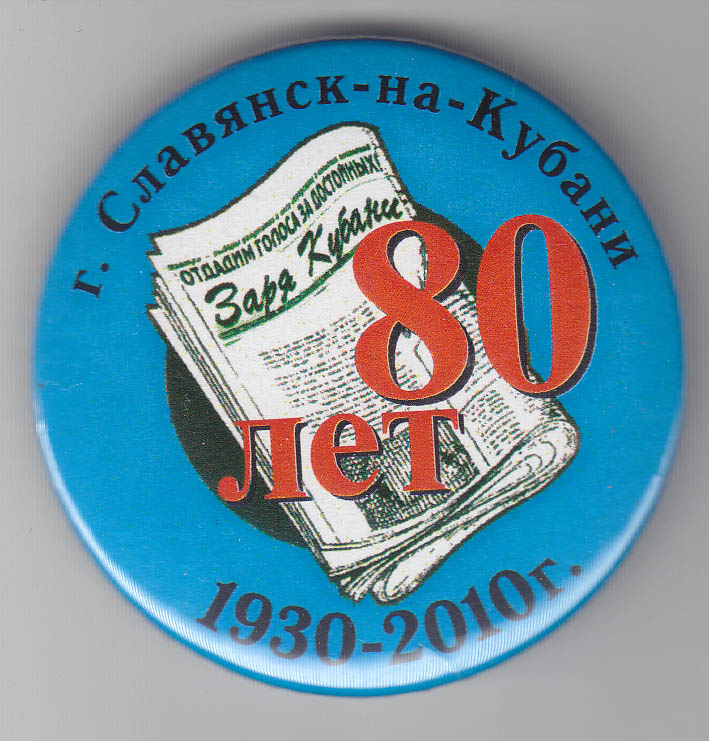 г. Славянск-на-Кубани
ОТДАДИМ ГОЛОСА ЗА ДОСТОЙНЫХ!
Заря Кубани
80
лет
1930-2010г.